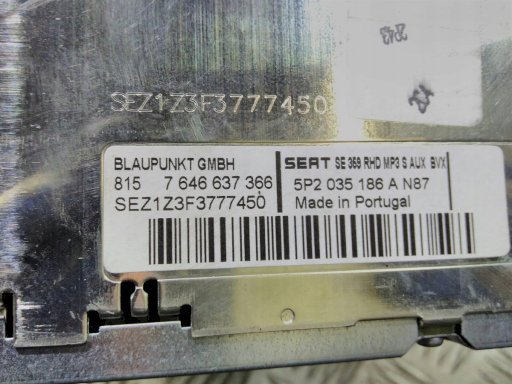 SEZ1Z3F3777450
BLAUPUNKT GMBH
815 7 646 637 366
SEZ1Z3F3777450
SEAT SE 359 RHD MP3 S AUX BVX
5P2 035 186 A N87
Made in Portugal